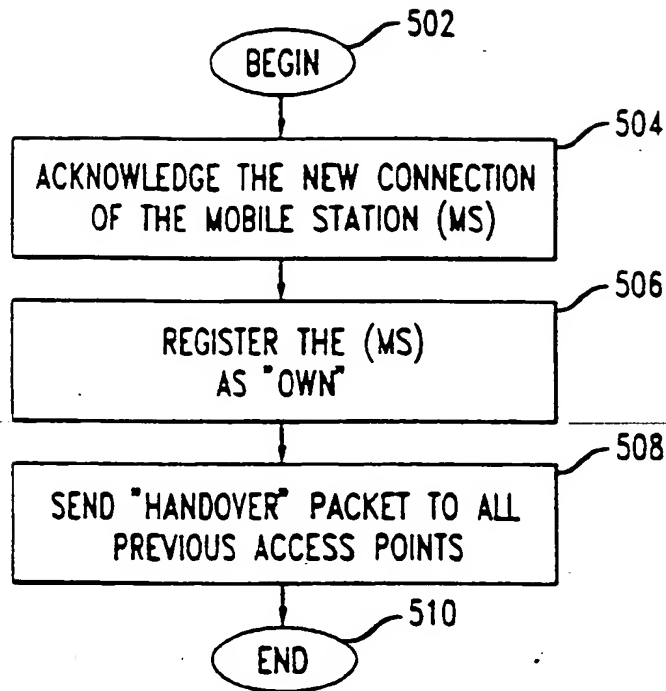 502
BEGIN
504
ACKNOWLEDGE THE NEW CONNECTION
OF THE MOBILE STATION (MS)
506
REGISTER THE (MS)
AS "OWN"
508
SEND "HANDOVER" PACKET TO ALL
PREVIOUS ACCESS POINTS
510
END